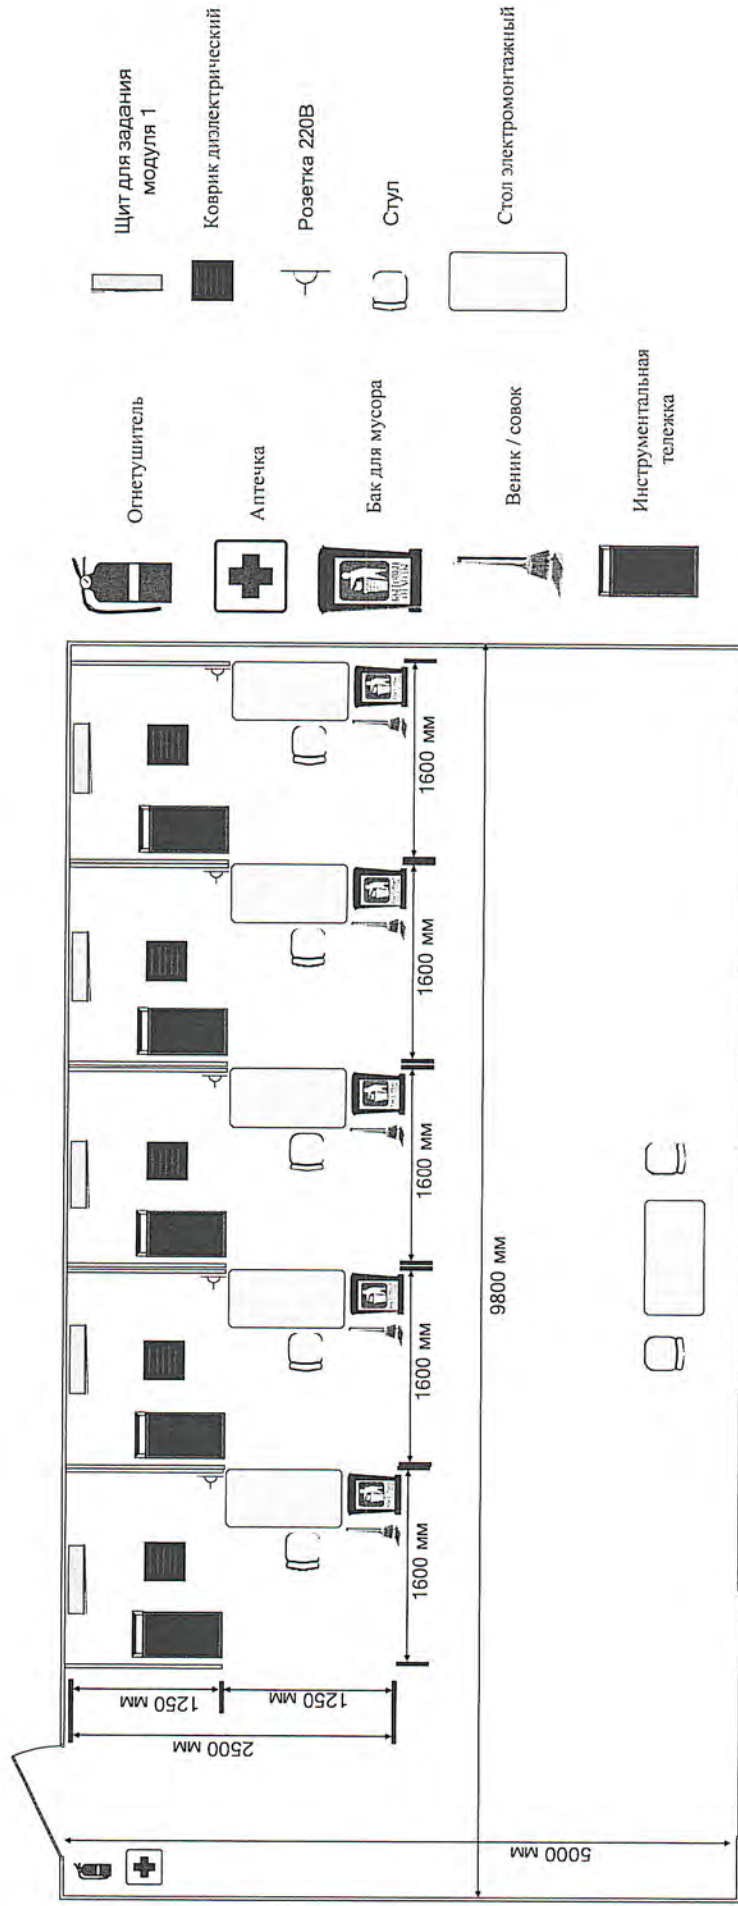 Щит для задания
модуля 1
Коврик диэлектрический
Розетка 220В
Стул
Стол электромонтажный
Огнетушитель
Аптечка
Бак для мусора
Веник / совок
Инструментальная
тележка
1600 мм
1600 мм
1600 мм
1600 мм
1600 мм
9800 мм
1250 мм
1250 мм
2500 мм
5000 мм